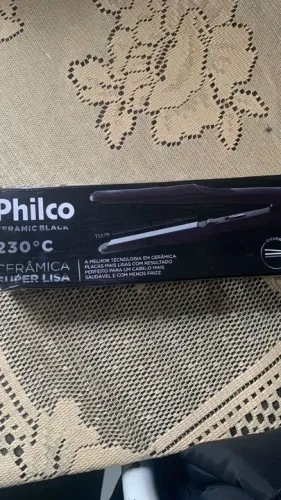 Philco
CERAMIC BLACK
230°C
CERÂMICA
SUPER LISA
A MELHOR TECNOLOGIA EM CERÂMICA
PLACAS MAIS LISAS COM RESULTADO
PERFEITO PARA UM CABELO MAIS
SAUDÁVEL E COM MENOS FRIZZ